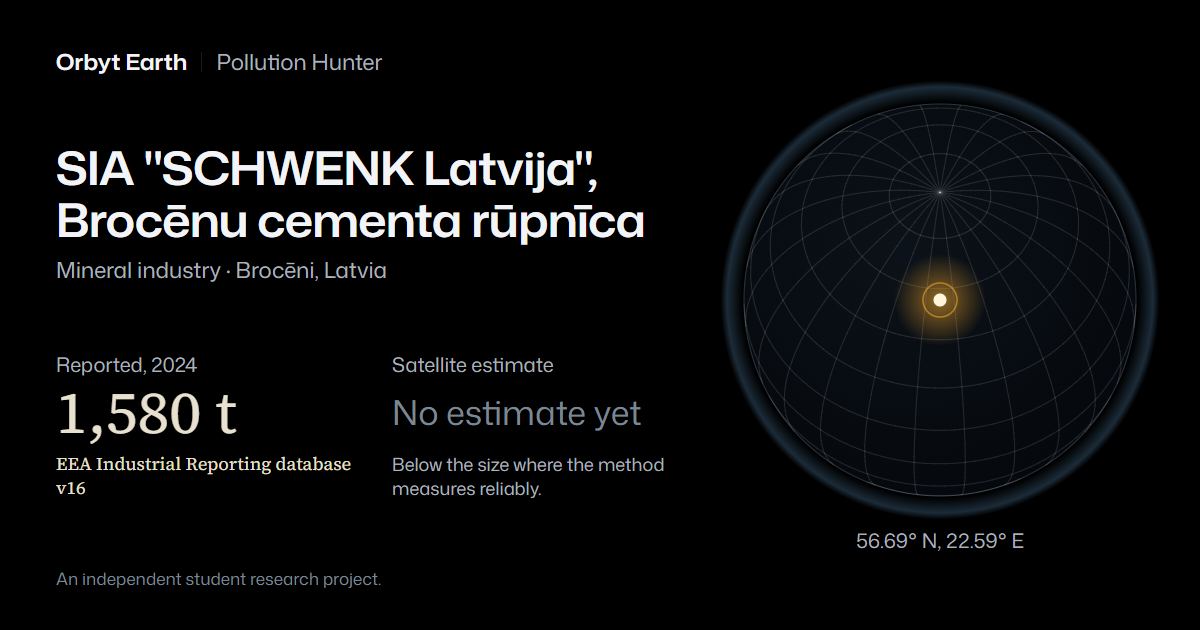 Orbyt Earth | Pollution Hunter
SIA "SCHWENK Latvija",
Brocēnu cementa rūpnīca
Mineral industry · Brocēni, Latvia
Reported, 2024
1,580 t
EEA Industrial Reporting database
v16
Satellite estimate
No estimate yet
Below the size where the method
measures reliably.
56.69° N, 22.59° E
An independent student research project.